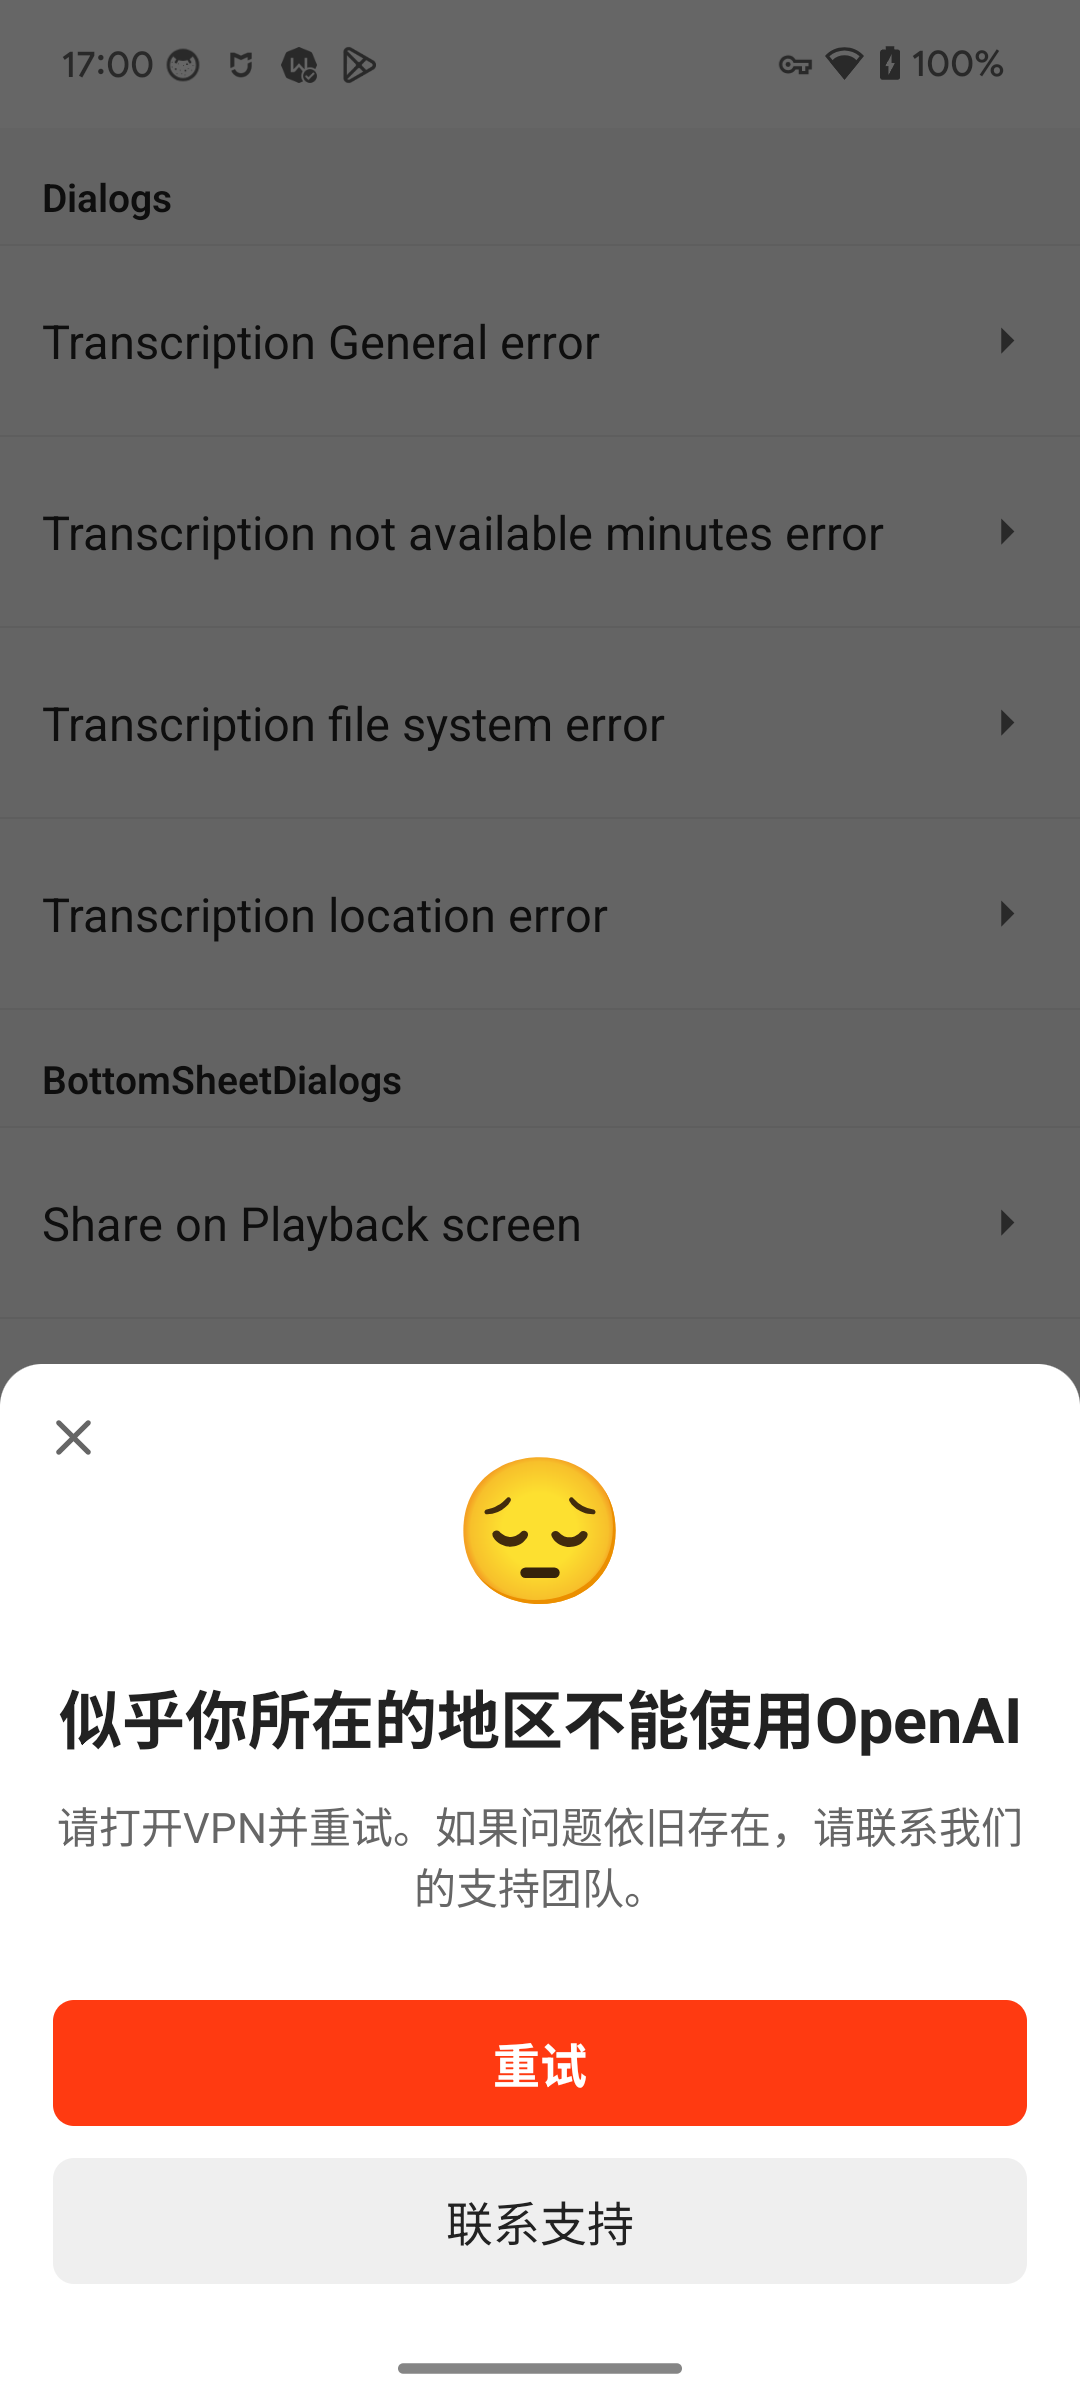 17:00
100%
Dialogs
Transcription General error
Transcription not available minutes error
Transcription file system error
Transcription location error
BottomSheetDialogs
Share on Playback screen
似乎你所在的地区不能使用OpenAI
请打开VPN并重试。如果问题依旧存在，请联系我们
的支持团队。
重试
联系支持